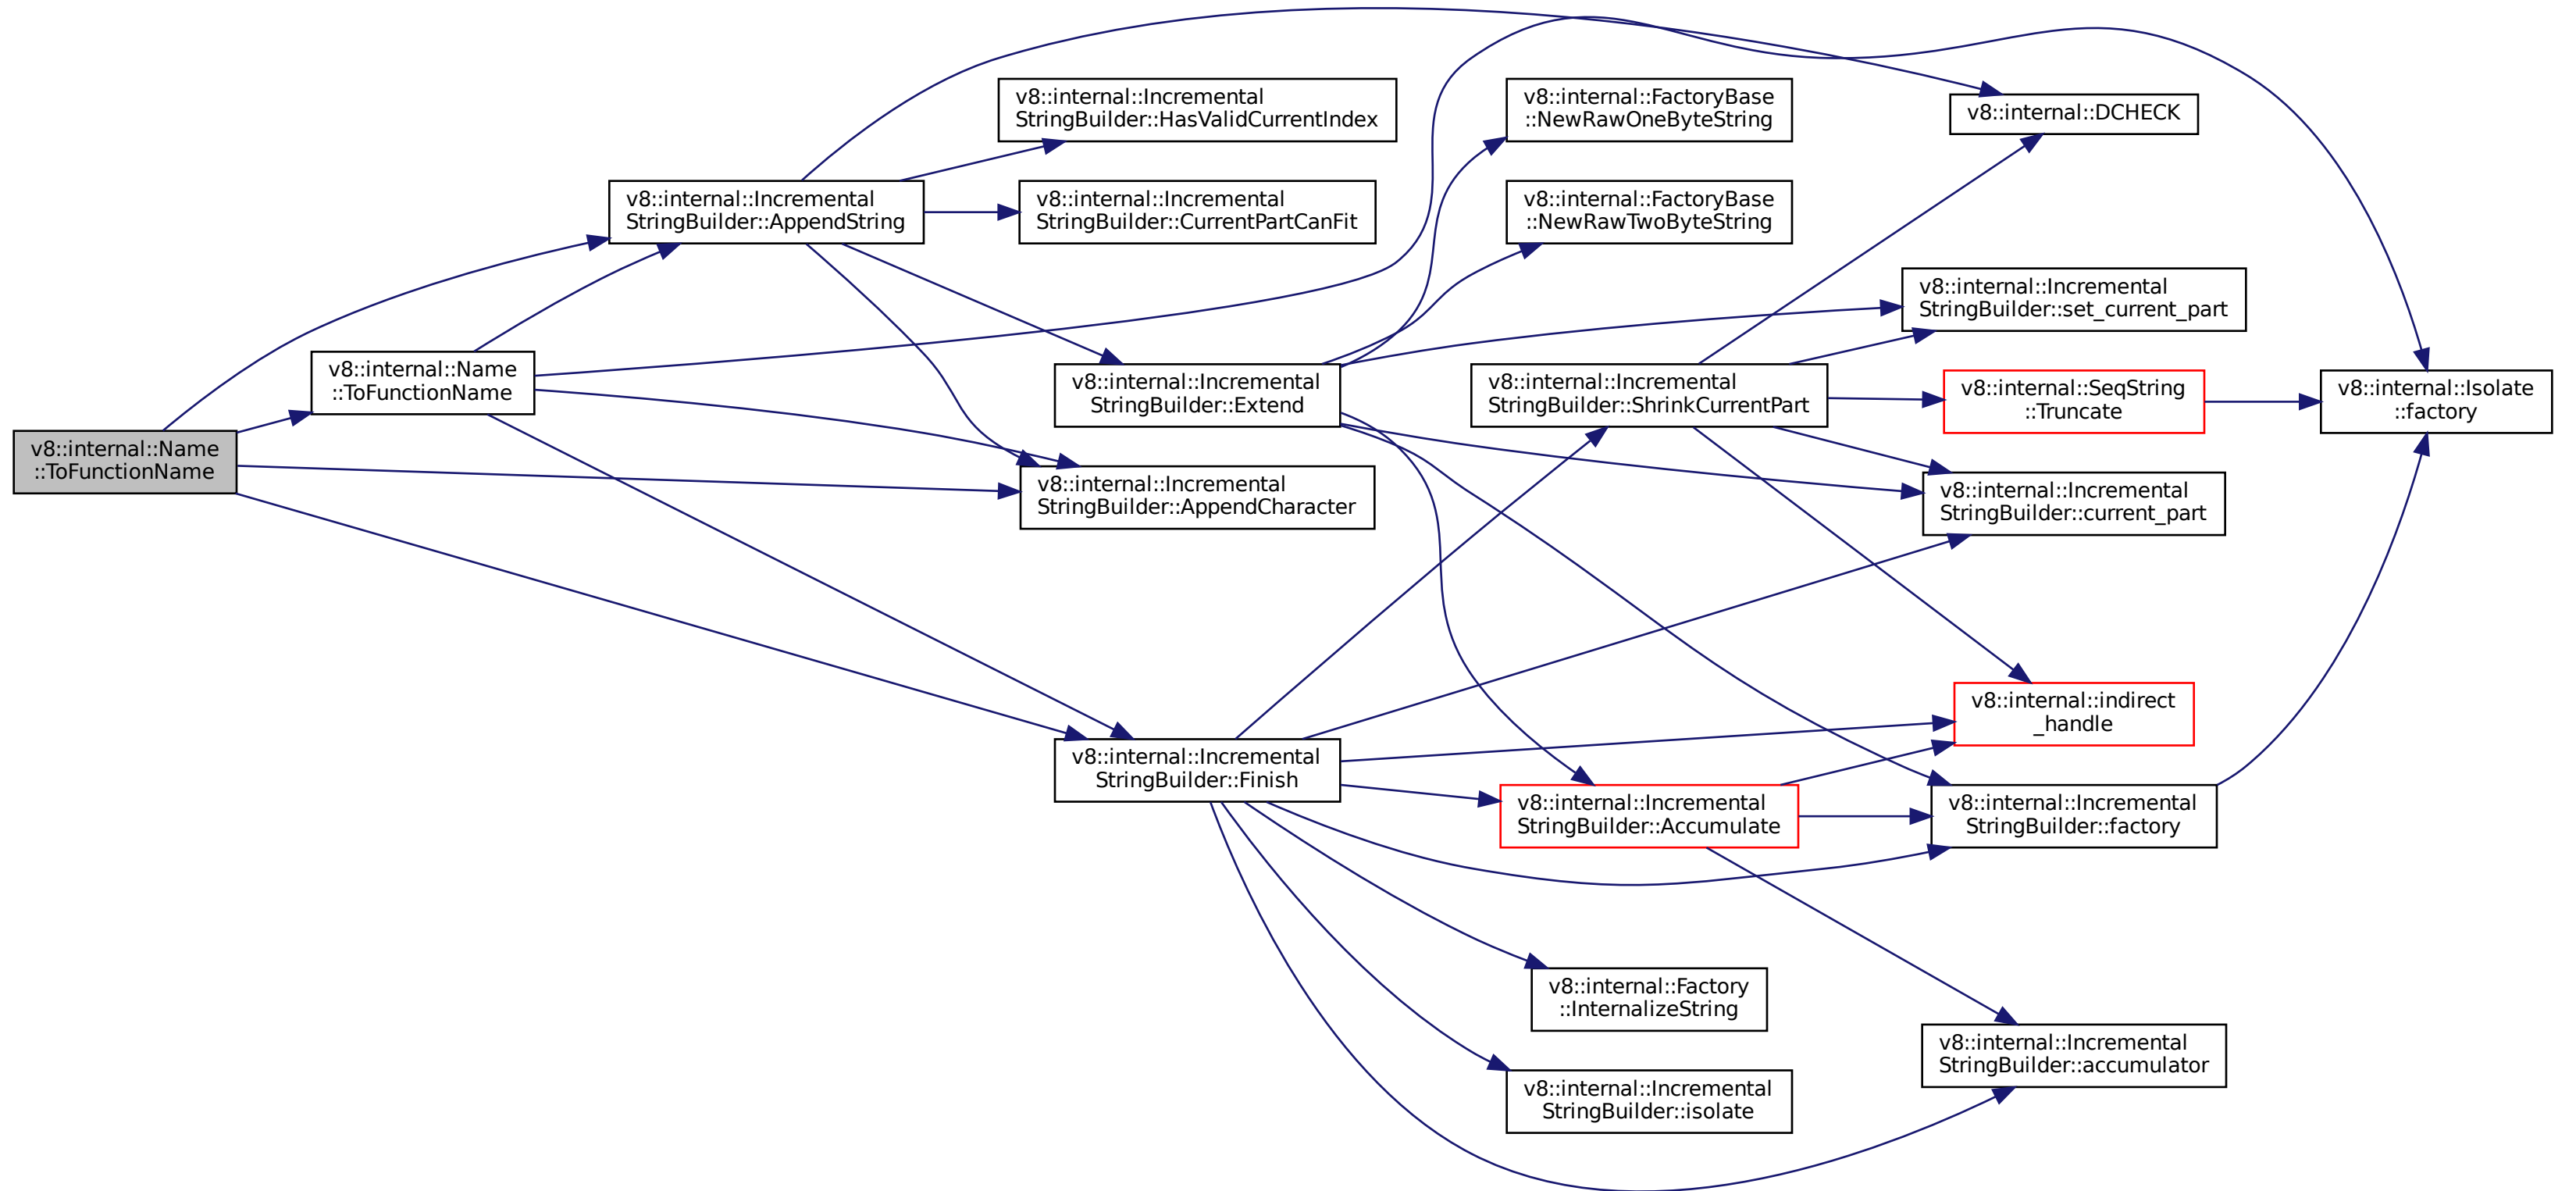 v8::internal::Name
::ToFunctionName
v8::internal::Name
::ToFunctionName
v8::internal::Incremental
StringBuilder::AppendString
v8::internal::Incremental
StringBuilder::HasValidCurrentIndex
v8::internal::Incremental
StringBuilder::CurrentPartCanFit
v8::internal::Incremental
StringBuilder::Extend
v8::internal::Incremental
StringBuilder::AppendCharacter
v8::internal::Incremental
StringBuilder::Finish
v8::internal::FactoryBase
::NewRawOneByteString
v8::internal::FactoryBase
::NewRawTwoByteString
v8::internal::Incremental
StringBuilder::ShrinkCurrentPart
v8::internal::Incremental
StringBuilder::Accumulate
v8::internal::Factory
::InternalizeString
v8::internal::Incremental
StringBuilder::isolate
v8::internal::DCHECK
v8::internal::Incremental
StringBuilder::set_current_part
v8::internal::SeqString
::Truncate
v8::internal::Incremental
StringBuilder::current_part
v8::internal::indirect
_handle
v8::internal::Incremental
StringBuilder::factory
v8::internal::Incremental
StringBuilder::accumulator
v8::internal::Isolate
::factory